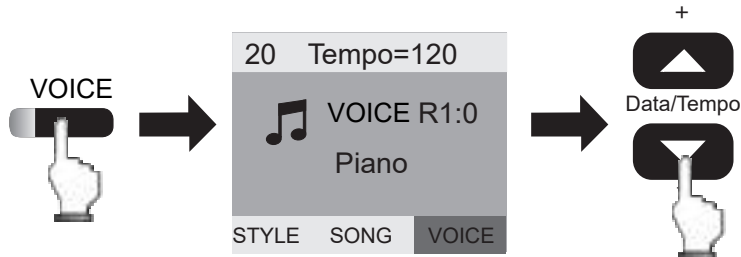 VOICE
20 Tempo=120
VOICE R1:0
Piano
STYLE SONG VOICE
+
Data/Tempo